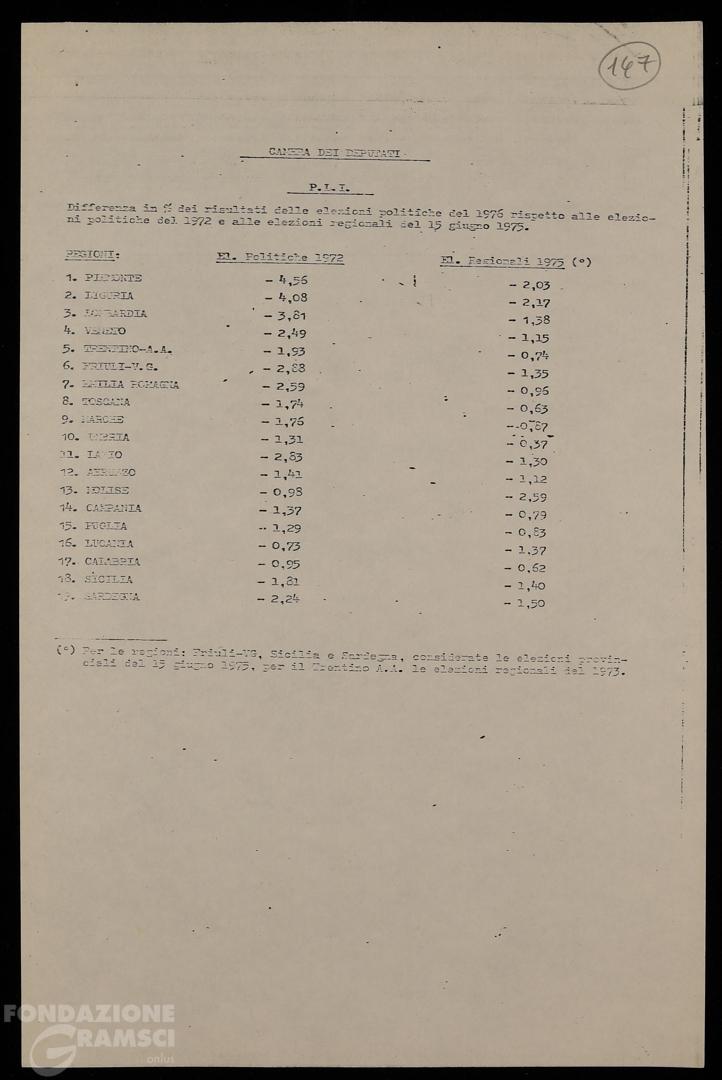 147
CAMERA DEI DEPUTATI
P.L.I.
Differenza in % dei risultati delle elezioni politiche del 1976 rispetto alle elezio-
ni politiche del 1972 e alle elezioni regionali del 15 giugno 1975.
REGIONI: El. Politiche 1972 El. Regionali 1975 (°)
1. PIEMONTE - 4,56 - 2,03
2. LIGURIA - 4,08 - 2,17
3. LOMBARDIA - 3,81 - 1,38
4. VENETO - 2,49 - 1,15
5. TRENTINO-A.A. - 1,93 - 0,74
6. FRIULI-V.G. - 2,88 - 1,35
7. EMILIA ROMAGNA - 2,59 - 0,96
8. TOSCANA - 1,74 - 0,63
9. MARCHE - 1,76 - 0,87
10. UMBRIA - 1,31 - 0,37
11. LAZIO - 2,83 - 1,30
12. ABRUZZO - 1,41 - 1,12
13. MOLISE - 0,98 - 2,59
14. CAMPANIA - 1,37 - 0,79
15. PUGLIA - 1,29 - 0,83
16. LUCANIA - 0,73 - 1,37
17. CALABRIA - 0,95 - 0,62
18. SICILIA - 1,81 - 1,40
19. SARDEGNA - 2,24 - 1,50
(°) Per le regioni: Friuli-VG, Sicilia e Sardegna, considerate le elezioni provin-
ciali del 15 giugno 1975, per il Trentino A.A. le elezioni regionali del 1973.
FONDAZIONE
GRAMSCI
onlus